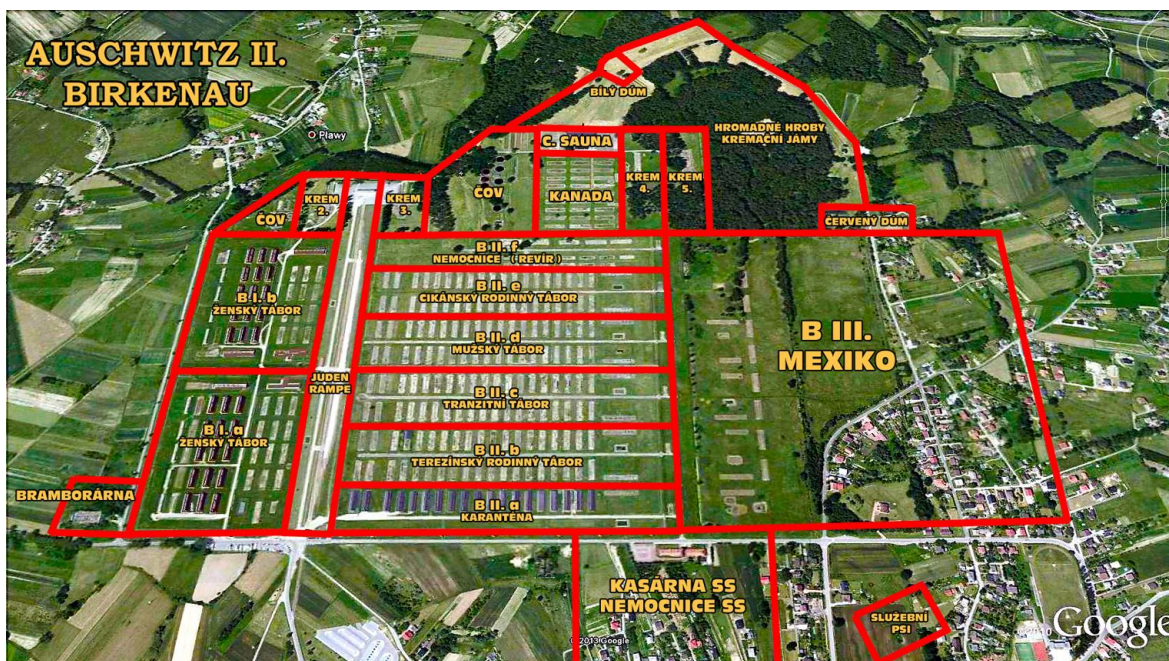 AUSCHWITZ II.
BIRKENAU
Pławy
BÍLÝ DŮM
HROMADNÉ HROBY
KREMAČNÍ JÁMY
C. SAUNA
KREM
2.
KREM
3.
ČOV
ČOV
KANADA
KREM
4.
KREM
5.
ČERVENÝ DŮM
B II. f
NEMOCNICE ( REVÍR )
B I. b
ŽENSKÝ TÁBOR
B II. e
CIKÁNSKÝ RODINNÝ TÁBOR
B II. d
MUŽSKÝ TÁBOR
B III.
MEXIKO
JUDEN
RAMPE
B II. c
TRANZITNÍ TÁBOR
B I. a
ŽENSKÝ TÁBOR
B II. b
TEREZÍNSKÝ RODINNÝ TÁBOR
BRAMBORÁRNA
B II. a
KARANTÉNA
KASÁRNA SS
NEMOCNICE SS
SLUŽEBNÍ
PSI
© 2013 Google
Google